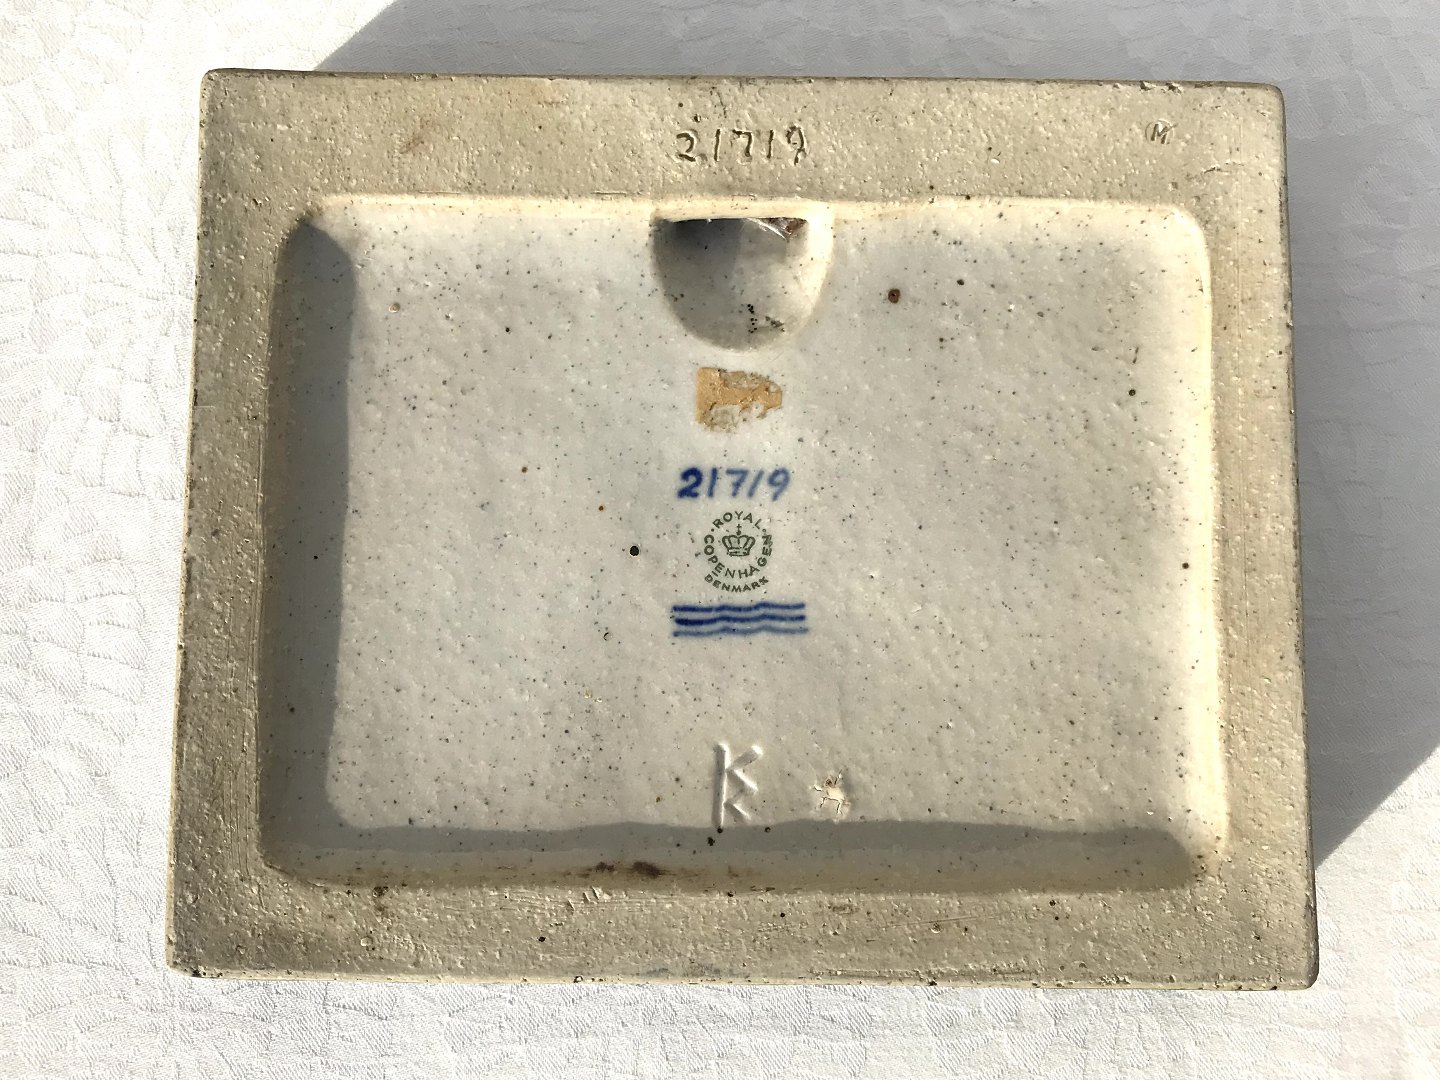 21719
M
21719
ROYAL
COPENHAGEN
DENMARK